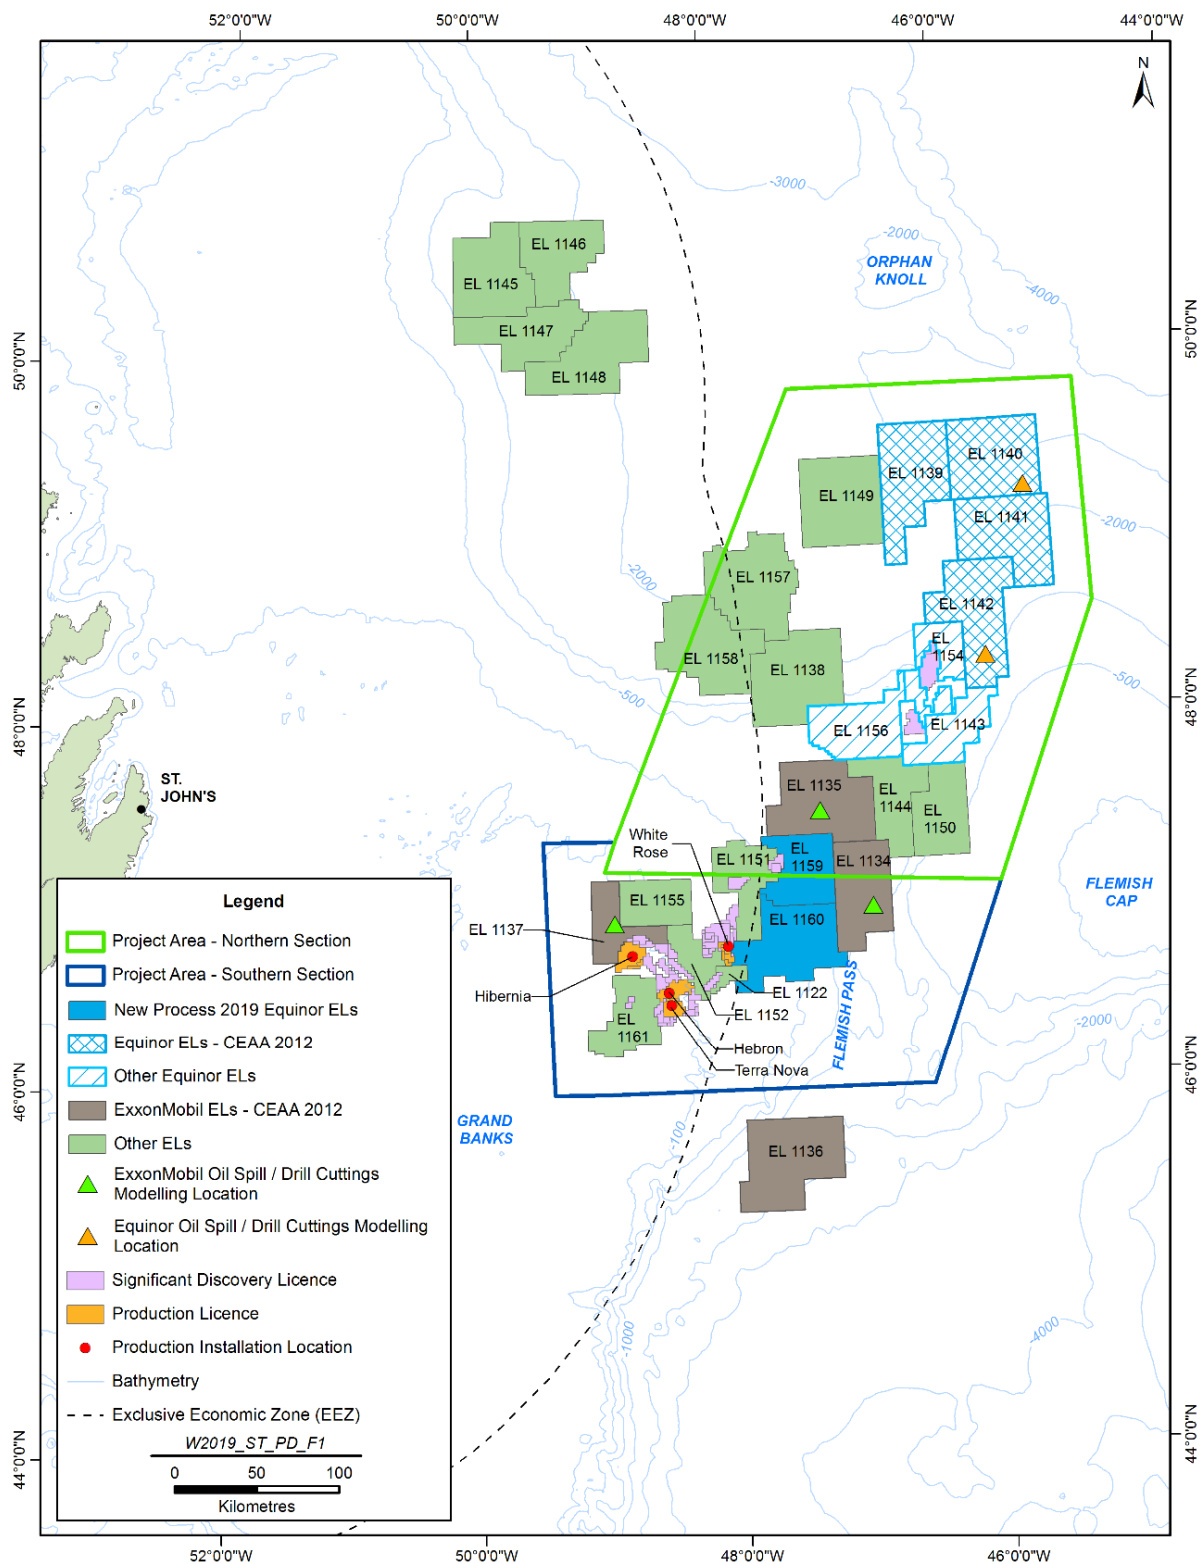 52°0'0"W
50°0'0"W
48°0'0"W
46°0'0"W
44°0'0"W
N
-3000
-2000
ORPHAN
KNOLL
-4000
EL 1146
EL 1145
EL 1147
EL 1148
50°0'0"N
50°0'0"N
EL 1140
EL 1139
EL 1149
EL 1141
-2000
-2000
EL 1157
EL 1142
EL
1154
EL 1158
EL 1138
-500
-500
48°0'0"N
48°0'0"N
EL 1156
EL 1143
ST.
JOHN'S
EL 1135
EL
1144
EL
1150
White
Rose
EL 1151
EL
1159
EL 1134
FLEMISH
CAP
EL 1155
EL 1160
EL 1137
Hibernia
EL 1122
EL 1152
EL
1161
Hebron
Terra Nova
FLEMISH PASS
-2000
46°0'0"N
46°0'0"N
GRAND
BANKS
-100
EL 1136
-1000
-4000
44°0'0"N
44°0'0"N
Legend
Project Area - Northern Section
Project Area - Southern Section
New Process 2019 Equinor ELs
Equinor ELs - CEAA 2012
Other Equinor ELs
ExxonMobil ELs - CEAA 2012
Other ELs
ExxonMobil Oil Spill / Drill Cuttings
Modelling Location
Equinor Oil Spill / Drill Cuttings Modelling
Location
Significant Discovery Licence
Production Licence
Production Installation Location
Bathymetry
Exclusive Economic Zone (EEZ)
W2019_ST_PD_F1
0 50 100
Kilometres
52°0'0"W
50°0'0"W
48°0'0"W
46°0'0"W